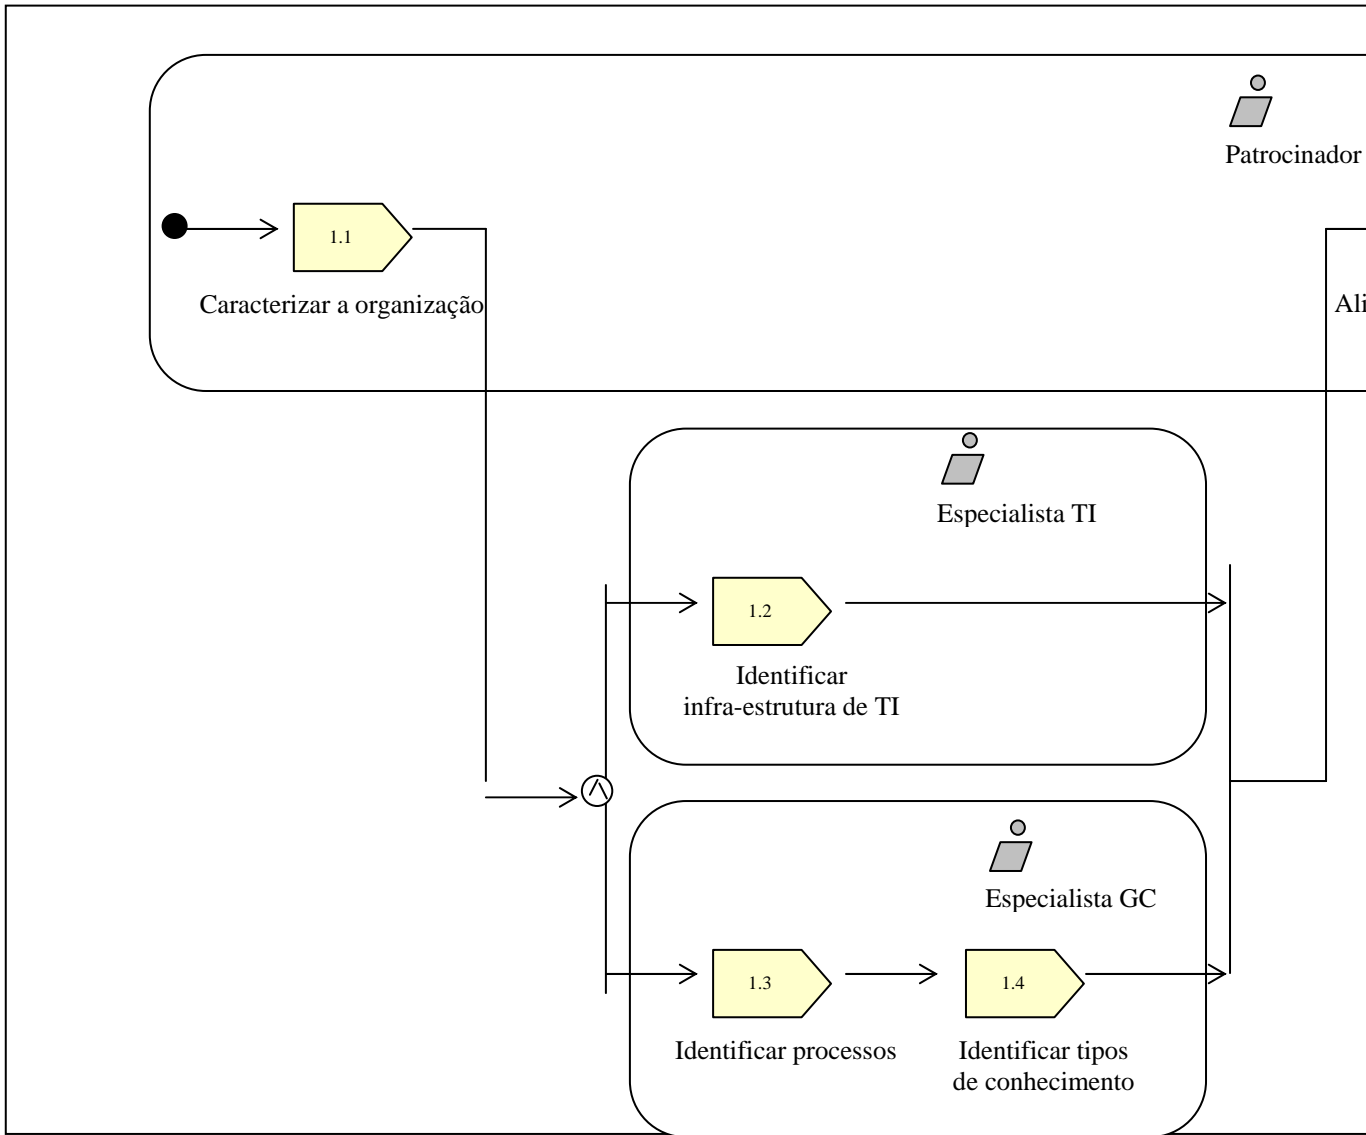 Patrocinador
1.1
Caracterizar a organização
Ali
Especialista TI
1.2
Identificar
infra-estrutura de TI
Especialista GC
1.3
1.4
Identificar processos
Identificar tipos
de conhecimento